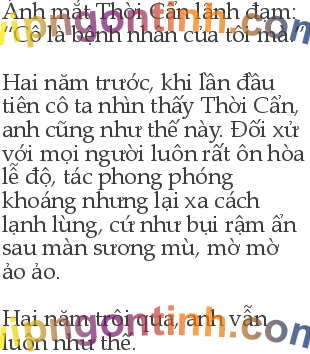 Ánh mắt Thời Cẩn lãnh đạm:
“Cô là bệnh nhân của tôi mà.”
Hai năm trước, khi lần đầu
tiên cô ta nhìn thấy Thời Cẩn,
anh cũng như thế này. Đối xử
với mọi người luôn rất ôn hòa
lễ độ, tác phong phóng
khoáng nhưng lại xa cách
lạnh lùng, cứ như bụi rậm ẩn
sau màn sương mù, mờ mờ
ảo ảo.
Hai năm trôi qua, anh vẫn
luôn như thế.